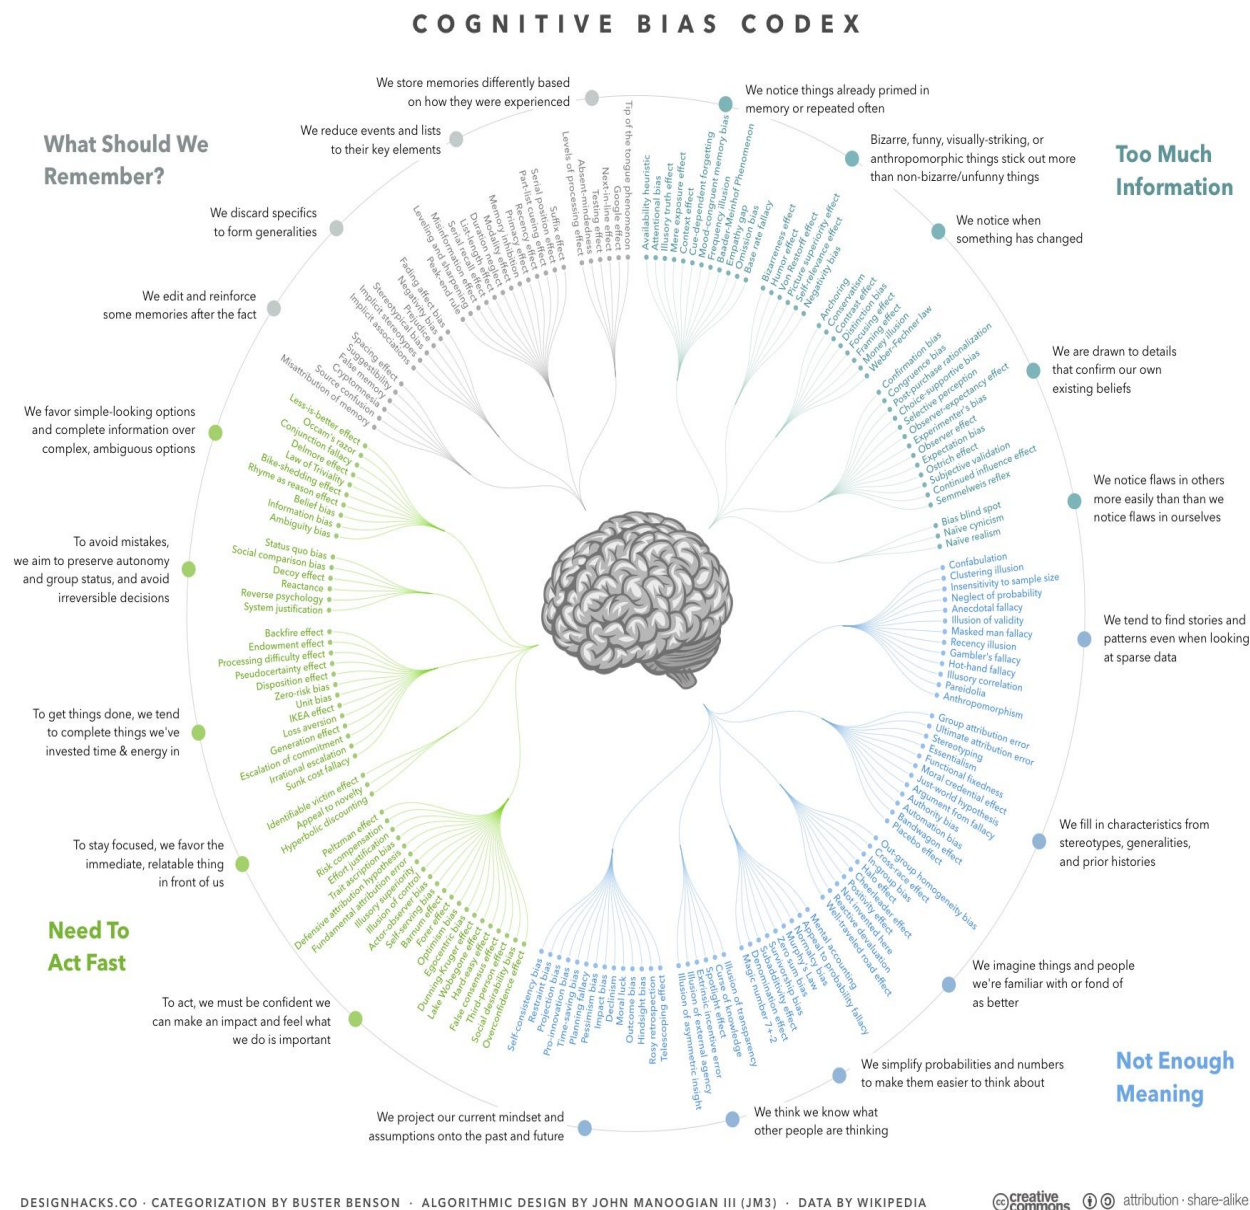 COGNITIVE BIAS CODEX
What Should We
Remember?
We store memories differently based
on how they were experienced
We reduce events and lists
to their key elements
We discard specifics
to form generalities
We edit and reinforce
some memories after the fact
Too Much
Information
We notice things already primed in
memory or repeated often
Bizarre, funny, visually-striking, or
anthropomorphic things stick out more
than non-bizarre/unfunny things
We notice when
something has changed
We are drawn to details
that confirm our own
existing beliefs
We notice flaws in others
more easily than than we
notice flaws in ourselves
Availability heuristic
Attentional bias
Illusory truth effect
Mere exposure effect
Context effect
Cue-dependent forgetting
Mood-congruent memory bias
Frequency illusion
Baader-Meinhof Phenomenon
Empathy gap
Omission bias
Base rate fallacy
Bizarreness effect
Humor effect
Von Restorff effect
Picture superiority effect
Self-relevance effect
Negativity bias
Anchoring
Conservatism
Contrast effect
Distinction bias
Focusing effect
Framing effect
Money illusion
Weber-Fechner law
Confirmation bias
Congruence bias
Post-purchase rationalization
Choice-supportive bias
Selective perception
Observer-expectancy effect
Experimenter's bias
Observer effect
Expectation bias
Ostrich effect
Subjective validation
Continued influence effect
Semmelweis reflex
Bias blind spot
Naïve cynicism
Naïve realism
Not Enough
Meaning
We tend to find stories and
patterns even when looking
at sparse data
We fill in characteristics from
stereotypes, generalities,
and prior histories
We imagine things and people
we're familiar with or fond of
as better
We simplify probabilities and numbers
to make them easier to think about
We think we know what
other people are thinking
We project our current mindset and
assumptions onto the past and future
Confabulation
Clustering illusion
Insensitivity to sample size
Neglect of probability
Anecdotal fallacy
Illusion of validity
Masked man fallacy
Recency illusion
Gambler's fallacy
Hot-hand fallacy
Illusory correlation
Pareidolia
Anthropomorphism
Group attribution error
Ultimate attribution error
Stereotyping
Essentialism
Functional fixedness
Moral credential effect
Just-world hypothesis
Argument from fallacy
Authority bias
Automation bias
Bandwagon effect
Placebo effect
Out-group homogeneity bias
Cross-race effect
In-group bias
Halo effect
Cheerleader effect
Positivity effect
Not invented here
Reactive devaluation
Well-traveled road effect
Mental accounting
Appeal to probability fallacy
Normalcy bias
Murphy's Law
Zero sum bias
Survivorship bias
Subadditivity effect
Denomination effect
Magic number 7+-2
Illusion of transparency
Curse of knowledge
Spotlight effect
Extrinsic incentive error
Illusion of external agency
Illusion of asymmetric insight
Telescoping effect
Rosy retrospection
Hindsight bias
Outcome bias
Moral luck
Declinism
Impact bias
Pessimism bias
Planning fallacy
Time-saving bias
Pro-innovation bias
Projection bias
Restraint bias
Self-consistency bias
Need To
Act Fast
We favor simple-looking options
and complete information over
complex, ambiguous options
To avoid mistakes,
we aim to preserve autonomy
and group status, and avoid
irreversible decisions
To get things done, we tend
to complete things we've
invested time & energy in
To stay focused, we favor the
immediate, relatable thing
in front of us
To act, we must be confident we
can make an impact and feel what
we do is important
Overconfidence effect
Social desirability bias
Third-person effect
False consensus effect
Hard-easy effect
Lake Wobegone effect
Dunning-Kruger effect
Egocentric bias
Optimism bias
Forer effect
Barnum effect
Self-serving bias
Actor-observer bias
Illusion of control
Illusory superiority
Fundamental attribution error
Defensive attribution hypothesis
Trait ascription bias
Effort justification
Risk compensation
Peltzman effect
Hyperbolic discounting
Appeal to novelty
Identifiable victim effect
Sunk cost fallacy
Irrational escalation
Escalation of commitment
Generation effect
Loss aversion
IKEA effect
Unit bias
Zero-risk bias
Disposition effect
Pseudocertainty effect
Processing difficulty effect
Endowment effect
Backfire effect
System justification
Reverse psychology
Reactance
Decoy effect
Social comparison bias
Status quo bias
Ambiguity bias
Information bias
Belief bias
Rhyme as reason effect
Bike-shedding effect
Law of Triviality
Delmore effect
Conjunction fallacy
Occam's razor
Less-is-better effect
Misattribution of memory
Source confusion
Cryptomnesia
False memory
Suggestibility
Spacing effect
Implicit associations
Implicit stereotypes
Stereotypical bias
Prejudice
Negativity bias
Fading affect bias
Peak-end rule
Leveling and sharpening
Misinformation effect
Serial recall effect
List-length effect
Duration neglect
Modality effect
Memory inhibition
Primacy effect
Recency effect
Part-list cueing effect
Serial position effect
Suffix effect
Levels of processing effect
Absent-mindedness
Testing effect
Next-in-line effect
Google effect
Tip of the tongue phenomenon
DESIGNHACKS.CO · CATEGORIZATION BY BUSTER BENSON · ALGORITHMIC DESIGN BY JOHN MANOOGIAN III (JM3) · DATA BY WIKIPEDIA
cc creative commons attribution · share-alike